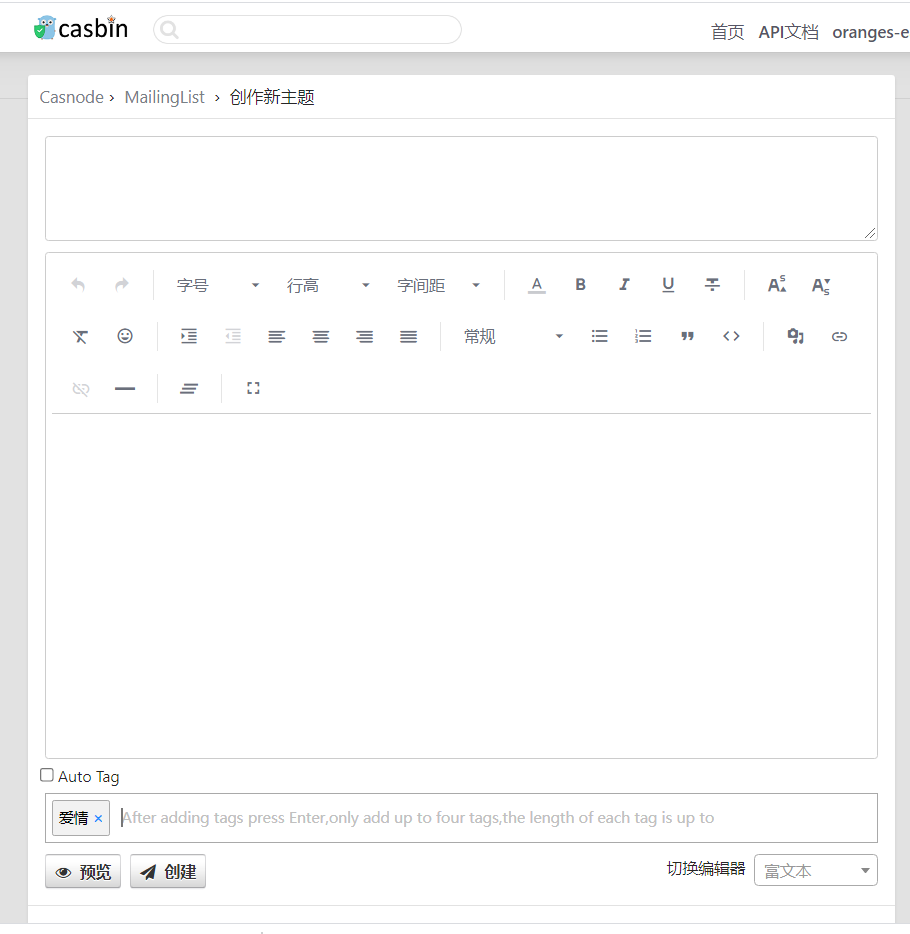 casbin
首页 API文档 oranges-e
Casnode › MailingList › 创作新主题
字号 行高 字间距 A B I U T A A
常规
Auto Tag
爱情 × After adding tags press Enter,only add up to four tags,the length of each tag is up to
预览 创建 切换编辑器 富文本